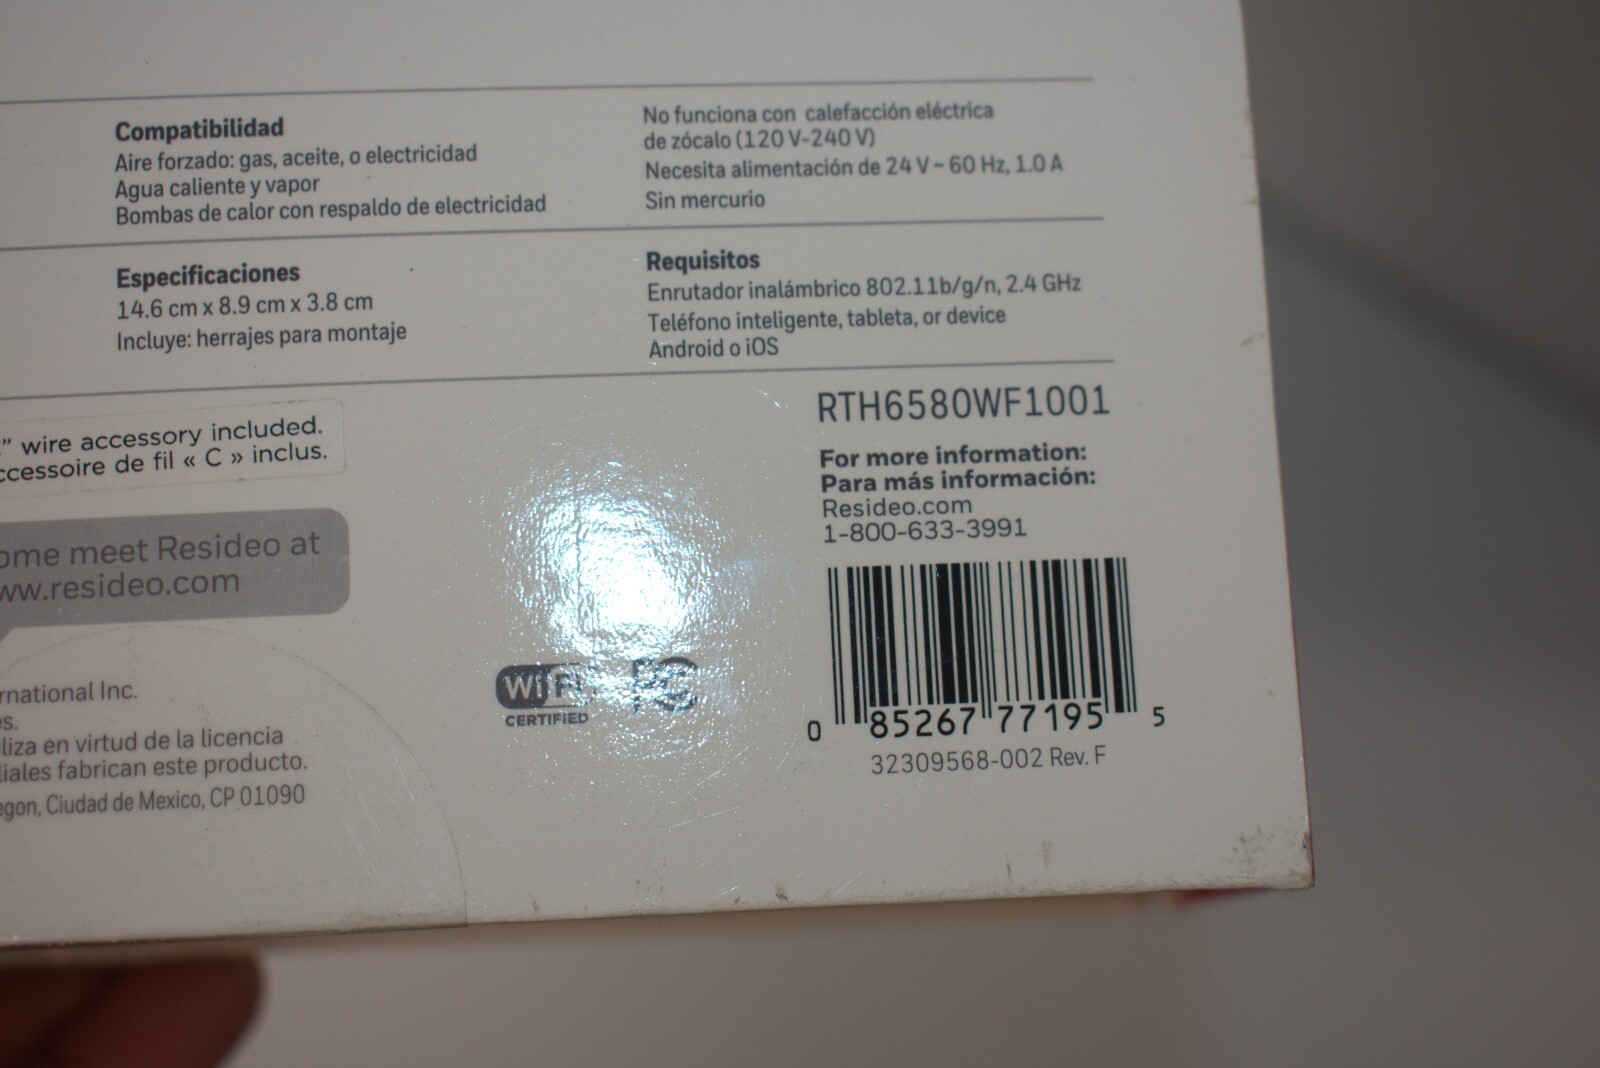 Compatibilidad
Aire forzado: gas, aceite, o electricidad
Agua caliente y vapor
Bombas de calor con respaldo de electricidad
No funciona con calefacción eléctrica
de zócalo (120 V-240 V)
Necesita alimentación de 24 V ~ 60 Hz, 1.0 A
Sin mercurio
Especificaciones
14.6 cm x 8.9 cm x 3.8 cm
Incluye: herrajes para montaje
Requisitos
Enrutador inalámbrico 802.11b/g/n, 2.4 GHz
Teléfono inteligente, tableta, or device
Android o iOS
" wire accessory included.
ccessoire de fil « C » inclus.
ome meet Resideo at
ww.resideo.com
rnational Inc.
es.
liza en virtud de la licencia
liales fabrican este producto.
egon, Ciudad de Mexico, CP 01090
WiFi
CERTIFIED
FC
RTH6580WF1001
For more information:
Para más información:
Resideo.com
1-800-633-3991
0 85267 77195 5
32309568-002 Rev. F